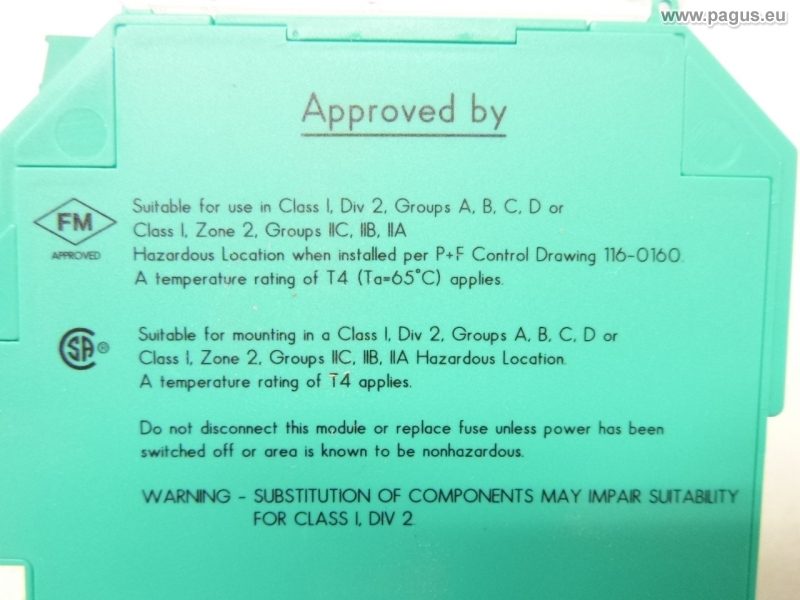 www.pagus.eu
Approved by
FM
APPROVED
Suitable for use in Class I, Div 2, Groups A, B, C, D or
Class I, Zone 2, Groups IIC, IIB, IIA
Hazardous Location when installed per P+F Control Drawing 116-0160.
A temperature rating of T4 (Ta=65°C) applies.
CSA®
Suitable for mounting in a Class I, Div 2, Groups A, B, C, D or
Class I, Zone 2, Groups IIC, IIB, IIA Hazardous Location.
A temperature rating of T4 applies.
Do not disconnect this module or replace fuse unless power has been
switched off or area is known to be nonhazardous.
WARNING - SUBSTITUTION OF COMPONENTS MAY IMPAIR SUITABILITY
FOR CLASS I, DIV 2